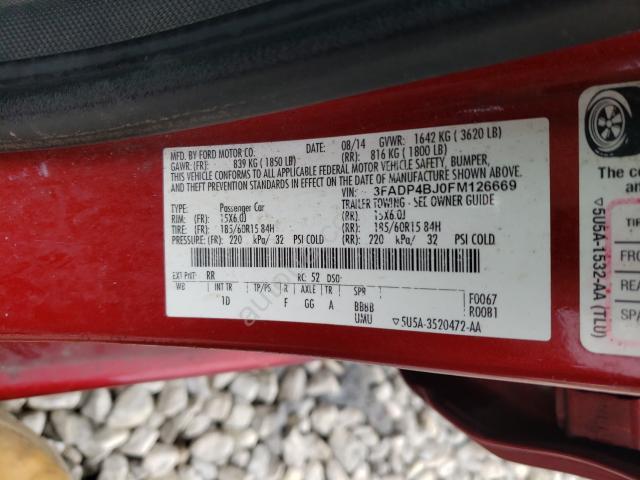 MFD. BY FORD MOTOR CO.
DATE: 08/14 GVWR: 1642 KG ( 3620 LB)
GAWR: (FR): 839 KG ( 1850 LB) (RR): 816 KG ( 1800 LB)
THIS VEHICLE CONFORMS TO ALL APPLICABLE FEDERAL MOTOR VEHICLE SAFETY, BUMPER,
AND THEFT PREVENTION STANDARDS IN EFFECT ON THE DATE OF MANUFACTURE SHOWN ABOVE.
VIN: 3FADP4BJ0FM126669
TYPE: Passenger Car TRAILER TOWING - SEE OWNER GUIDE
RIM: (FR): 15X6.0J (RR): 15X6.0J
TIRE: (FR): 185/60R15 84H (RR): 185/60R15 84H
PRESSURE: (FR): 220 kPa/ 32 PSI COLD (RR): 220 kPa/ 32 PSI COLD
EXT PNT: RR RC: 52 DSO:
WB INT TR TP/PS R AXLE TR SPR
1D F GG A BBBB
UMU
F0067
R0081
▽5U5A-3520472-AA
The co
▽5U5A-1532-AA (TLU)
TI
FRO
REA
SPA